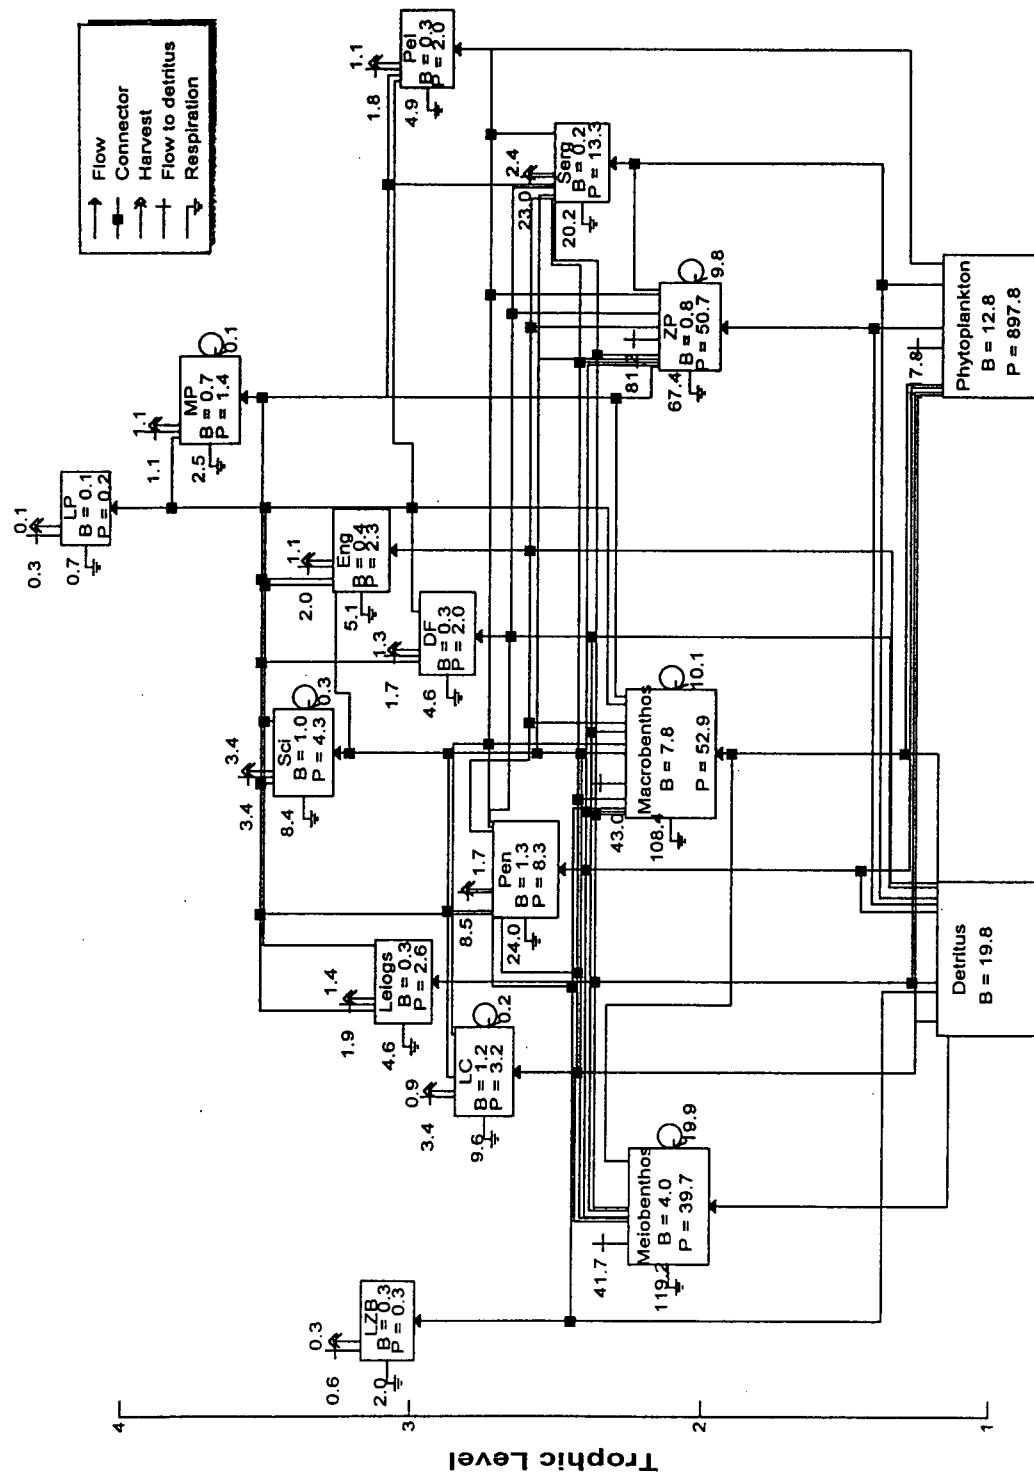 Flow
Connector
Harvest
Flow to detritus
Respiration
Trophic Level
4
3
2
1
0.3
0.1
LP
B = 0.1
P = 0.2
0.7
1.1
1.1
MP
B = 0.7
P = 1.4
2.5
0.1
1.8
1.1
Pel
B = 0.3
P = 2.0
4.9
2.0
1.1
Eng
B = 0.4
P = 2.3
5.1
1.7
1.3
DF
B = 0.3
P = 2.0
4.6
3.4
3.4
Sci
B = 1.0
P = 4.3
8.4
0.3
1.9
1.4
Leiogs
B = 0.3
P = 2.6
4.6
0.6
0.3
LZB
B = 0.3
P = 0.3
2.0
3.4
0.9
LC
B = 1.2
P = 3.2
9.6
0.2
8.5
1.7
Pen
B = 1.3
P = 8.3
24.0
23.0
2.4
Serg
B = 0.2
P = 13.3
20.2
81.2
ZP
B = 0.8
P = 50.7
67.4
9.8
43.0
Macrobenthos
B = 7.8
P = 52.9
108.4
10.1
41.7
Meiobenthos
B = 4.0
P = 39.7
119.2
19.9
Detritus
B = 19.8
7.8
Phytoplankton
B = 12.8
P = 897.8